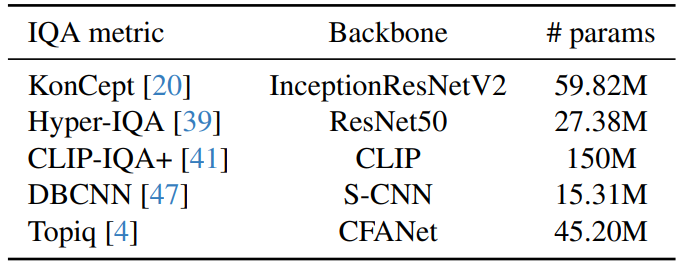 IQA metric Backbone # params
KonCept [20] InceptionResNetV2 59.82M
Hyper-IQA [39] ResNet50 27.38M
CLIP-IQA+ [41] CLIP 150M
DBCNN [47] S-CNN 15.31M
Topiq [4] CFANet 45.20M